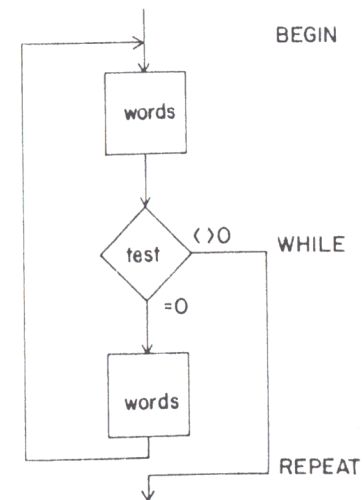 BEGIN
words
<>0
test
WHILE
=0
words
REPEAT